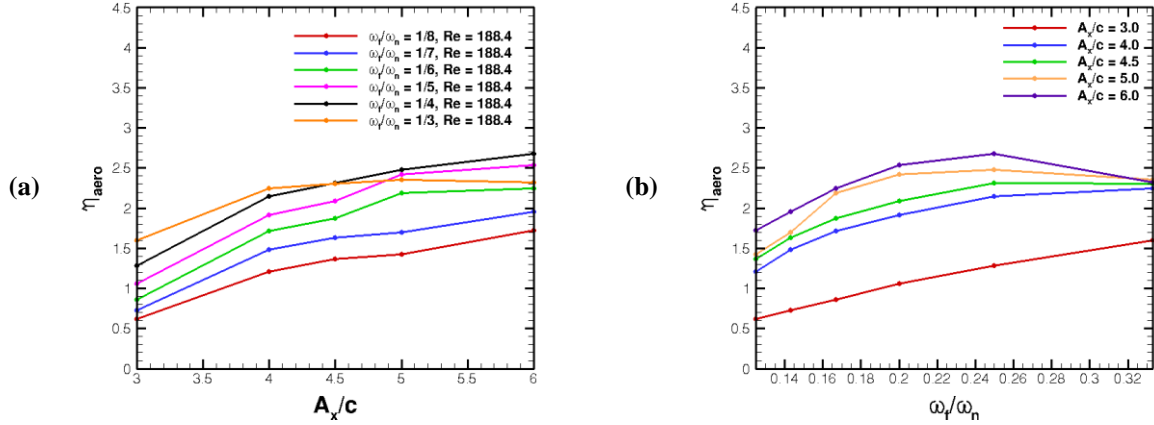 (a)
η_aero
4.5
4
3.5
3
2.5
2
1.5
1
0.5
0
ω_f/ω_n = 1/8, Re = 188.4
ω_f/ω_n = 1/7, Re = 188.4
ω_f/ω_n = 1/6, Re = 188.4
ω_f/ω_n = 1/5, Re = 188.4
ω_f/ω_n = 1/4, Re = 188.4
ω_f/ω_n = 1/3, Re = 188.4
3 3.5 4 4.5 5 5.5 6
A_x/c
(b)
η_aero
4.5
4
3.5
3
2.5
2
1.5
1
0.5
0
A_x/c = 3.0
A_x/c = 4.0
A_x/c = 4.5
A_x/c = 5.0
A_x/c = 6.0
0.14 0.16 0.18 0.2 0.22 0.24 0.26 0.28 0.3 0.32
ω_f/ω_n